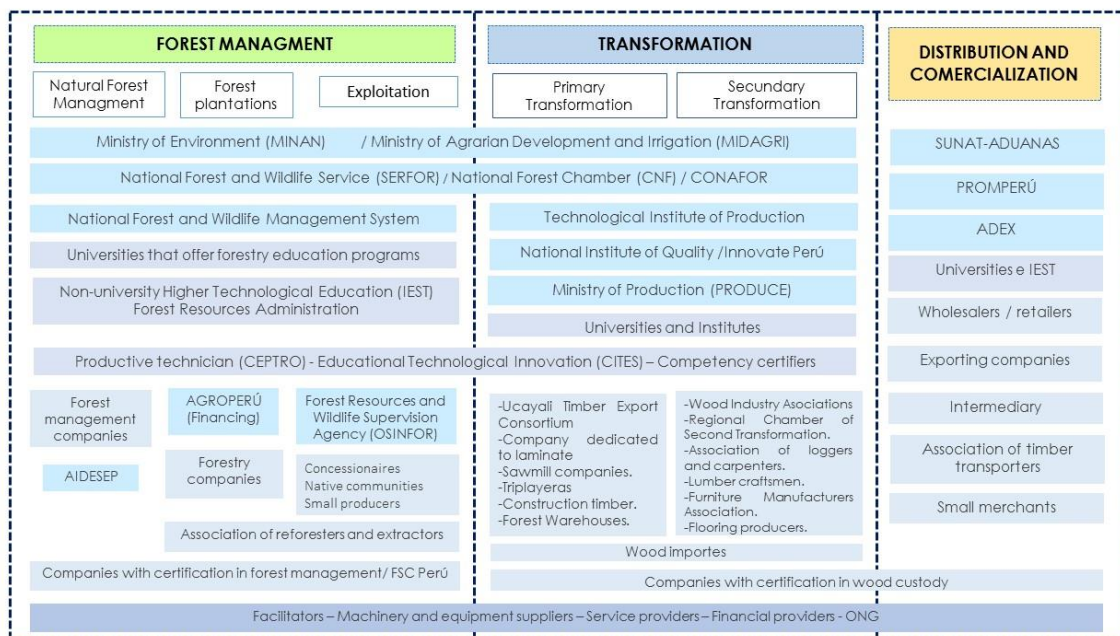 FOREST MANAGMENT
Natural Forest
Managment
Forest
plantations
Exploitation
TRANSFORMATION
Primary
Transformation
Secundary
Transformation
DISTRIBUTION AND
COMERCIALIZATION
Ministry of Environment (MINAN) / Ministry of Agrarian Development and Irrigation (MIDAGRI)
National Forest and Wildlife Service (SERFOR) / National Forest Chamber (CNF) / CONAFOR
National Forest and Wildlife Management System
Universities that offer forestry education programs
Non-university Higher Technological Education (IEST)
Forest Resources Administration
Technological Institute of Production
National Institute of Quality /Innovate Perú
Ministry of Production (PRODUCE)
Universities and Institutes
Productive technician (CEPTRO) - Educational Technological Innovation (CITES) – Competency certifiers
Forest
management
companies
AIDESEP
AGROPERÚ
(Financing)
Forestry
companies
Forest Resources and
Wildlife Supervision
Agency (OSINFOR)
Concessionaires
Native communities
Small producers
Association of reforesters and extractors
Companies with certification in forest management/ FSC Perú
-Ucayali Timber Export
Consortium
-Company dedicated
to laminate
-Sawmill companies.
-Triplayeras
-Construction timber.
-Forest Warehouses.
-Wood Industry Asociations
-Regional Chamber of
Second Transformation.
-Association of loggers
and carpenters.
-Lumber craftsmen.
-Furniture Manufacturers
Association.
-Flooring producers.
Wood importes
Companies with certification in wood custody
SUNAT-ADUANAS
PROMPERÚ
ADEX
Universities e IEST
Wholesalers / retailers
Exporting companies
Intermediary
Association of timber
transporters
Small merchants
Facilitators – Machinery and equipment suppliers – Service providers – Financial providers - ONG